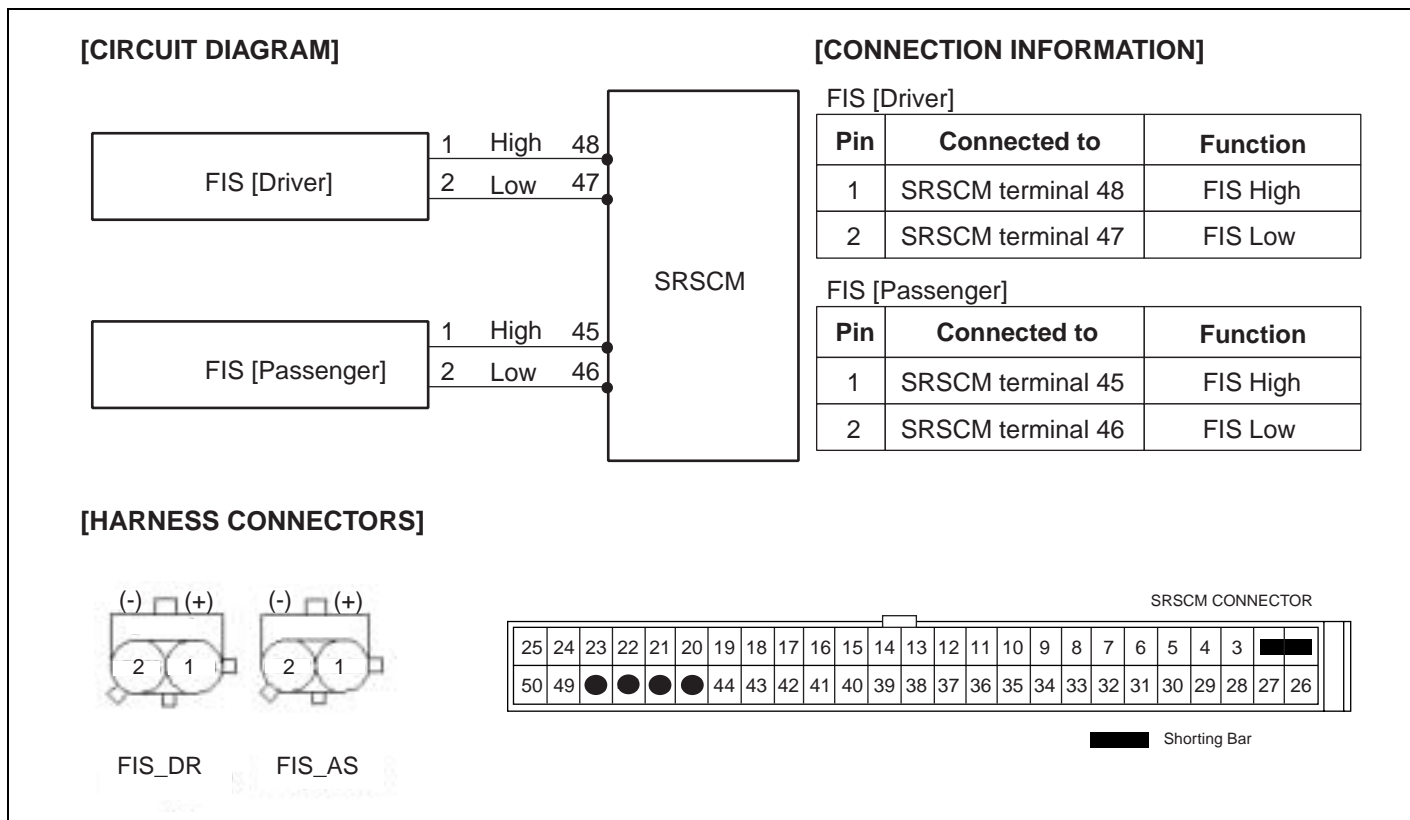 [CIRCUIT DIAGRAM]
FIS [Driver]
1 High 48
2 Low 47
SRSCM
FIS [Passenger]
1 High 45
2 Low 46
[CONNECTION INFORMATION]
FIS [Driver]
Pin Connected to Function
1 SRSCM terminal 48 FIS High
2 SRSCM terminal 47 FIS Low
FIS [Passenger]
Pin Connected to Function
1 SRSCM terminal 45 FIS High
2 SRSCM terminal 46 FIS Low
[HARNESS CONNECTORS]
(-) (+)
2 1
FIS_DR
(-) (+)
2 1
FIS_AS
SRSCM CONNECTOR
25 24 23 22 21 20 19 18 17 16 15 14 13 12 11 10 9 8 7 6 5 4 3
50 49 44 43 42 41 40 39 38 37 36 35 34 33 32 31 30 29 28 27 26
Shorting Bar